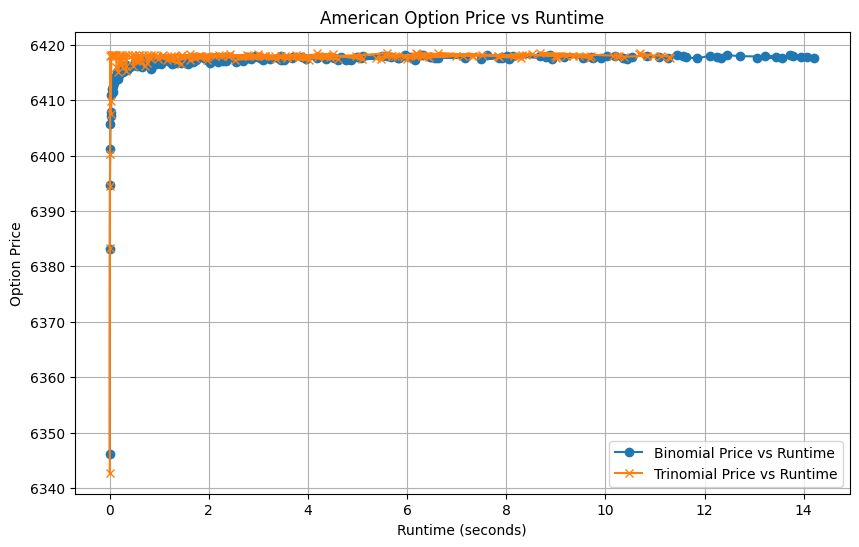 American Option Price vs Runtime
Option Price
6420
6410
6400
6390
6380
6370
6360
6350
6340
Binomial Price vs Runtime
Trinomial Price vs Runtime
0 2 4 6 8 10 12 14
Runtime (seconds)